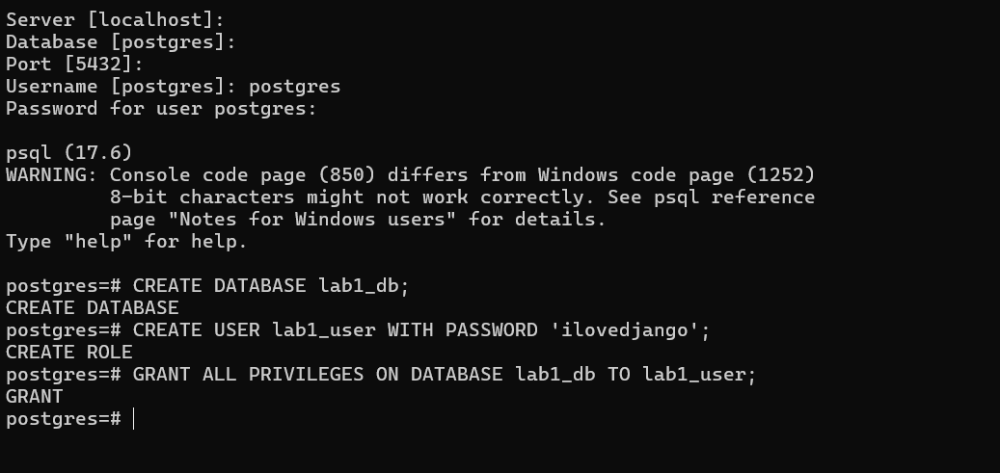 Server [localhost]:
Database [postgres]:
Port [5432]:
Username [postgres]: postgres
Password for user postgres:
psql (17.6)
WARNING: Console code page (850) differs from Windows code page (1252)
8-bit characters might not work correctly. See psql reference
page "Notes for Windows users" for details.
Type "help" for help.
postgres=# CREATE DATABASE lab1_db;
CREATE DATABASE
postgres=# CREATE USER lab1_user WITH PASSWORD 'ilovedjango';
CREATE ROLE
postgres=# GRANT ALL PRIVILEGES ON DATABASE lab1_db TO lab1_user;
GRANT
postgres=#